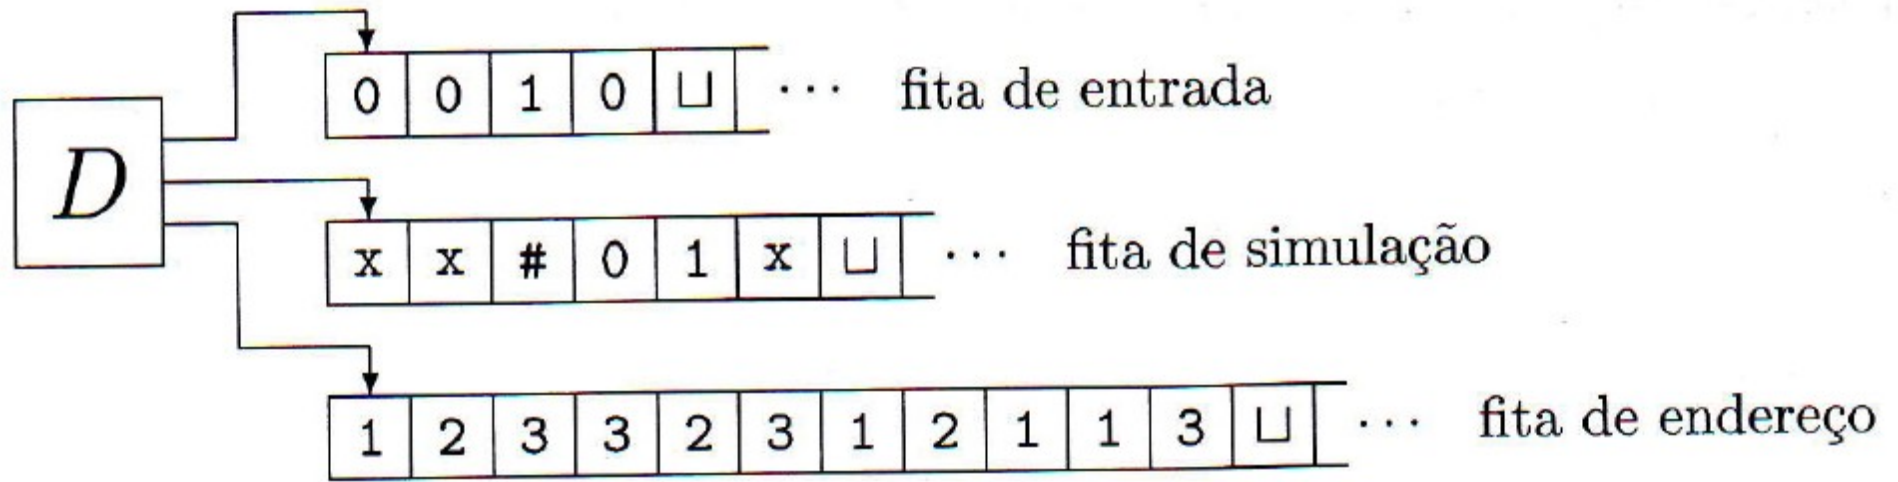 0 0 1 0 ⊔ ··· fita de entrada
D
x x # 0 1 x ⊔ ··· fita de simulação
1 2 3 3 2 3 1 2 1 1 3 ⊔ ··· fita de endereço